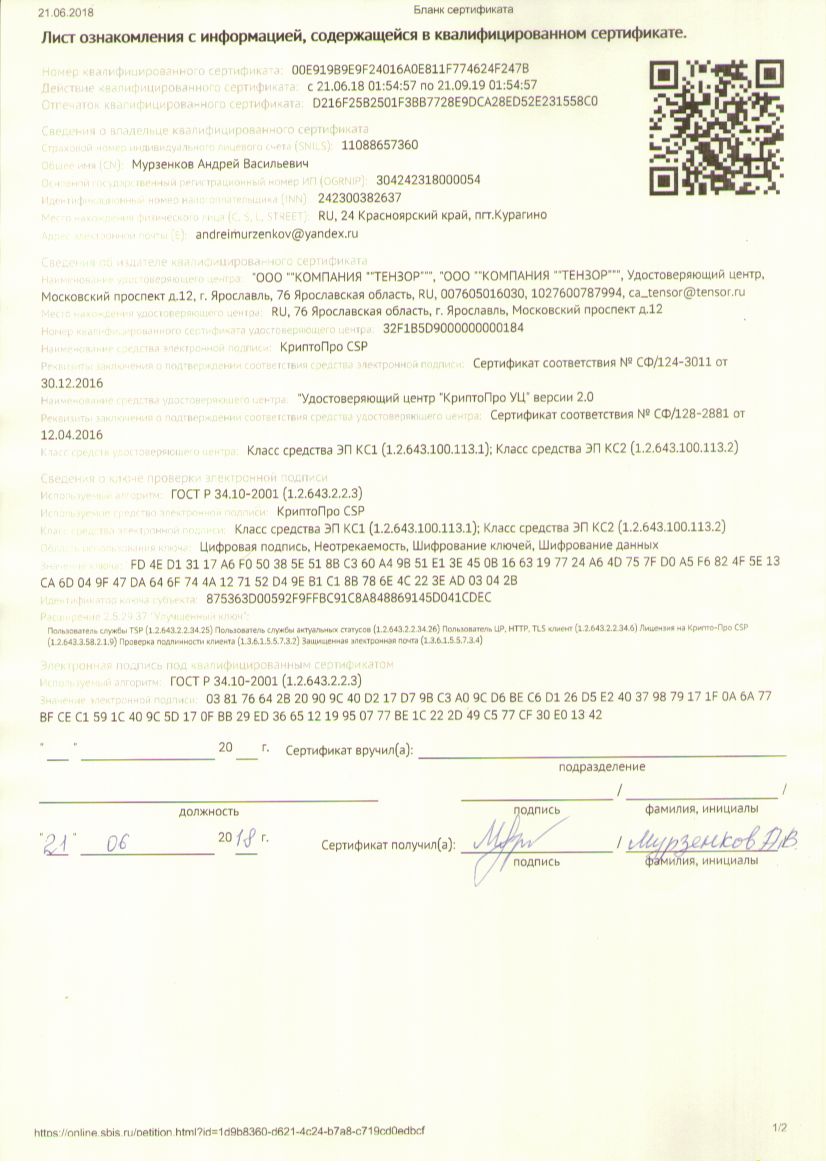 21.06.2018
Бланк сертификата
Лист ознакомления с информацией, содержащейся в квалифицированном сертификате.
Номер квалифицированного сертификата: 00E919B9E9F24016A0E811F774624F247B
Действие квалифицированного сертификата: с 21.06.18 01:54:57 по 21.09.19 01:54:57
Отпечаток квалифицированного сертификата: D216F25B2501F3BB7728E9DCA28ED52E231558C0
Сведения о владельце квалифицированного сертификата
Страховой номер индивидуального лицевого счета (SNILS): 11088657360
Общее имя (CN): Мурзенков Андрей Васильевич
Основной государственный регистрационный номер ИП (OGRNIP): 304242318000054
Идентификационный номер налогоплательщика (INN): 242300382637
Место нахождения физического лица (C, S, L, STREET): RU, 24 Красноярский край, пгт.Курагино
Адрес электронной почты (E): andreimurzenkov@yandex.ru
Сведения по издателе квалифицированного сертификата
Наименование удостоверяющего центра: "ООО ""КОМПАНИЯ ""ТЕНЗОР""", "ООО ""КОМПАНИЯ ""ТЕНЗОР""", Удостоверяющий центр,
Московский проспект д.12, г. Ярославль, 76 Ярославская область, RU, 007605016030, 1027600787994, ca_tensor@tensor.ru
Место нахождения удостоверяющего центра: RU, 76 Ярославская область, г. Ярославль, Московский проспект д.12
Номер квалифицированного сертификата удостоверяющего центра: 32F1B5D9000000000184
Наименование средства электронной подписи: КриптоПро CSP
Реквизиты заключения о подтверждении соответствия средства электронной подписи: Сертификат соответствия № СФ/124-3011 от
30.12.2016
Наименование средства удостоверяющего центра: "Удостоверяющий центр "КриптоПро УЦ" версии 2.0
Реквизиты заключения о подтверждении соответствия средства удостоверяющего центра: Сертификат соответствия № СФ/128-2881 от
12.04.2016
Класс средств удостоверяющего центра: Класс средства ЭП КС1 (1.2.643.100.113.1); Класс средства ЭП КС2 (1.2.643.100.113.2)
Сведения о ключе проверки электронной подписи
Используемый алгоритм: ГОСТ Р 34.10-2001 (1.2.643.2.2.3)
Используемое средство электронной подписи: КриптоПро CSP
Класс средства электронной подписи: Класс средства ЭП КС1 (1.2.643.100.113.1); Класс средства ЭП КС2 (1.2.643.100.113.2)
Область использования ключа: Цифровая подпись, Неотрекаемость, Шифрование ключей, Шифрование данных
Значение ключа: FD 4E D1 31 17 A6 F0 50 38 5E 51 8B C3 60 A4 9B 51 E1 3E 45 0B 16 63 19 77 24 A6 4D 75 7F D0 A5 F6 82 4F 5E 13
CA 6D 04 9F 47 DA 64 6F 74 4A 12 71 52 D4 9E B1 C1 8B 78 6E 4C 22 3E AD 03 04 2B
Идентификатор ключа субъекта: 875363D00592F9FFBC91C8A848869145D041CDEC
Расширение 2.5.29.37 "Улучшенный ключ":
Пользователь службы TSP (1.2.643.2.2.34.25) Пользователь службы актуальных статусов (1.2.643.2.2.34.26) Пользователь ЦР, HTTP, TLS клиент (1.2.643.2.2.34.6) Лицензия на Крипто-Про CSP
(1.2.643.3.58.2.1.9) Проверка подлинности клиента (1.3.6.1.5.5.7.3.2) Защищенная электронная почта (1.3.6.1.5.5.7.3.4)
Электронная подпись под квалифицированным сертификатом
Используемый алгоритм: ГОСТ Р 34.10-2001 (1.2.643.2.2.3)
Значение электронной подписи: 03 81 76 64 2B 20 90 9C 40 D2 17 D7 9B C3 A0 9C D6 BE C6 D1 26 D5 E2 40 37 98 79 17 1F 0A 6A 77
BF CE C1 59 1C 40 9C 5D 17 0F BB 29 ED 36 65 12 19 95 07 77 BE 1C 22 2D 49 C5 77 CF 30 E0 13 42
"___" ____________ 20 ___ г. Сертификат вручил(а):
подразделение
/ /
должность подпись фамилия, инициалы
"21" 06 2018 г. Сертификат получил(а): / Мурзенков А.В.
подпись фамилия, инициалы
https://online.sbis.ru/petition.html?id=1d9b8360-d621-4c24-b7a8-c719cd0edbcf
1/2